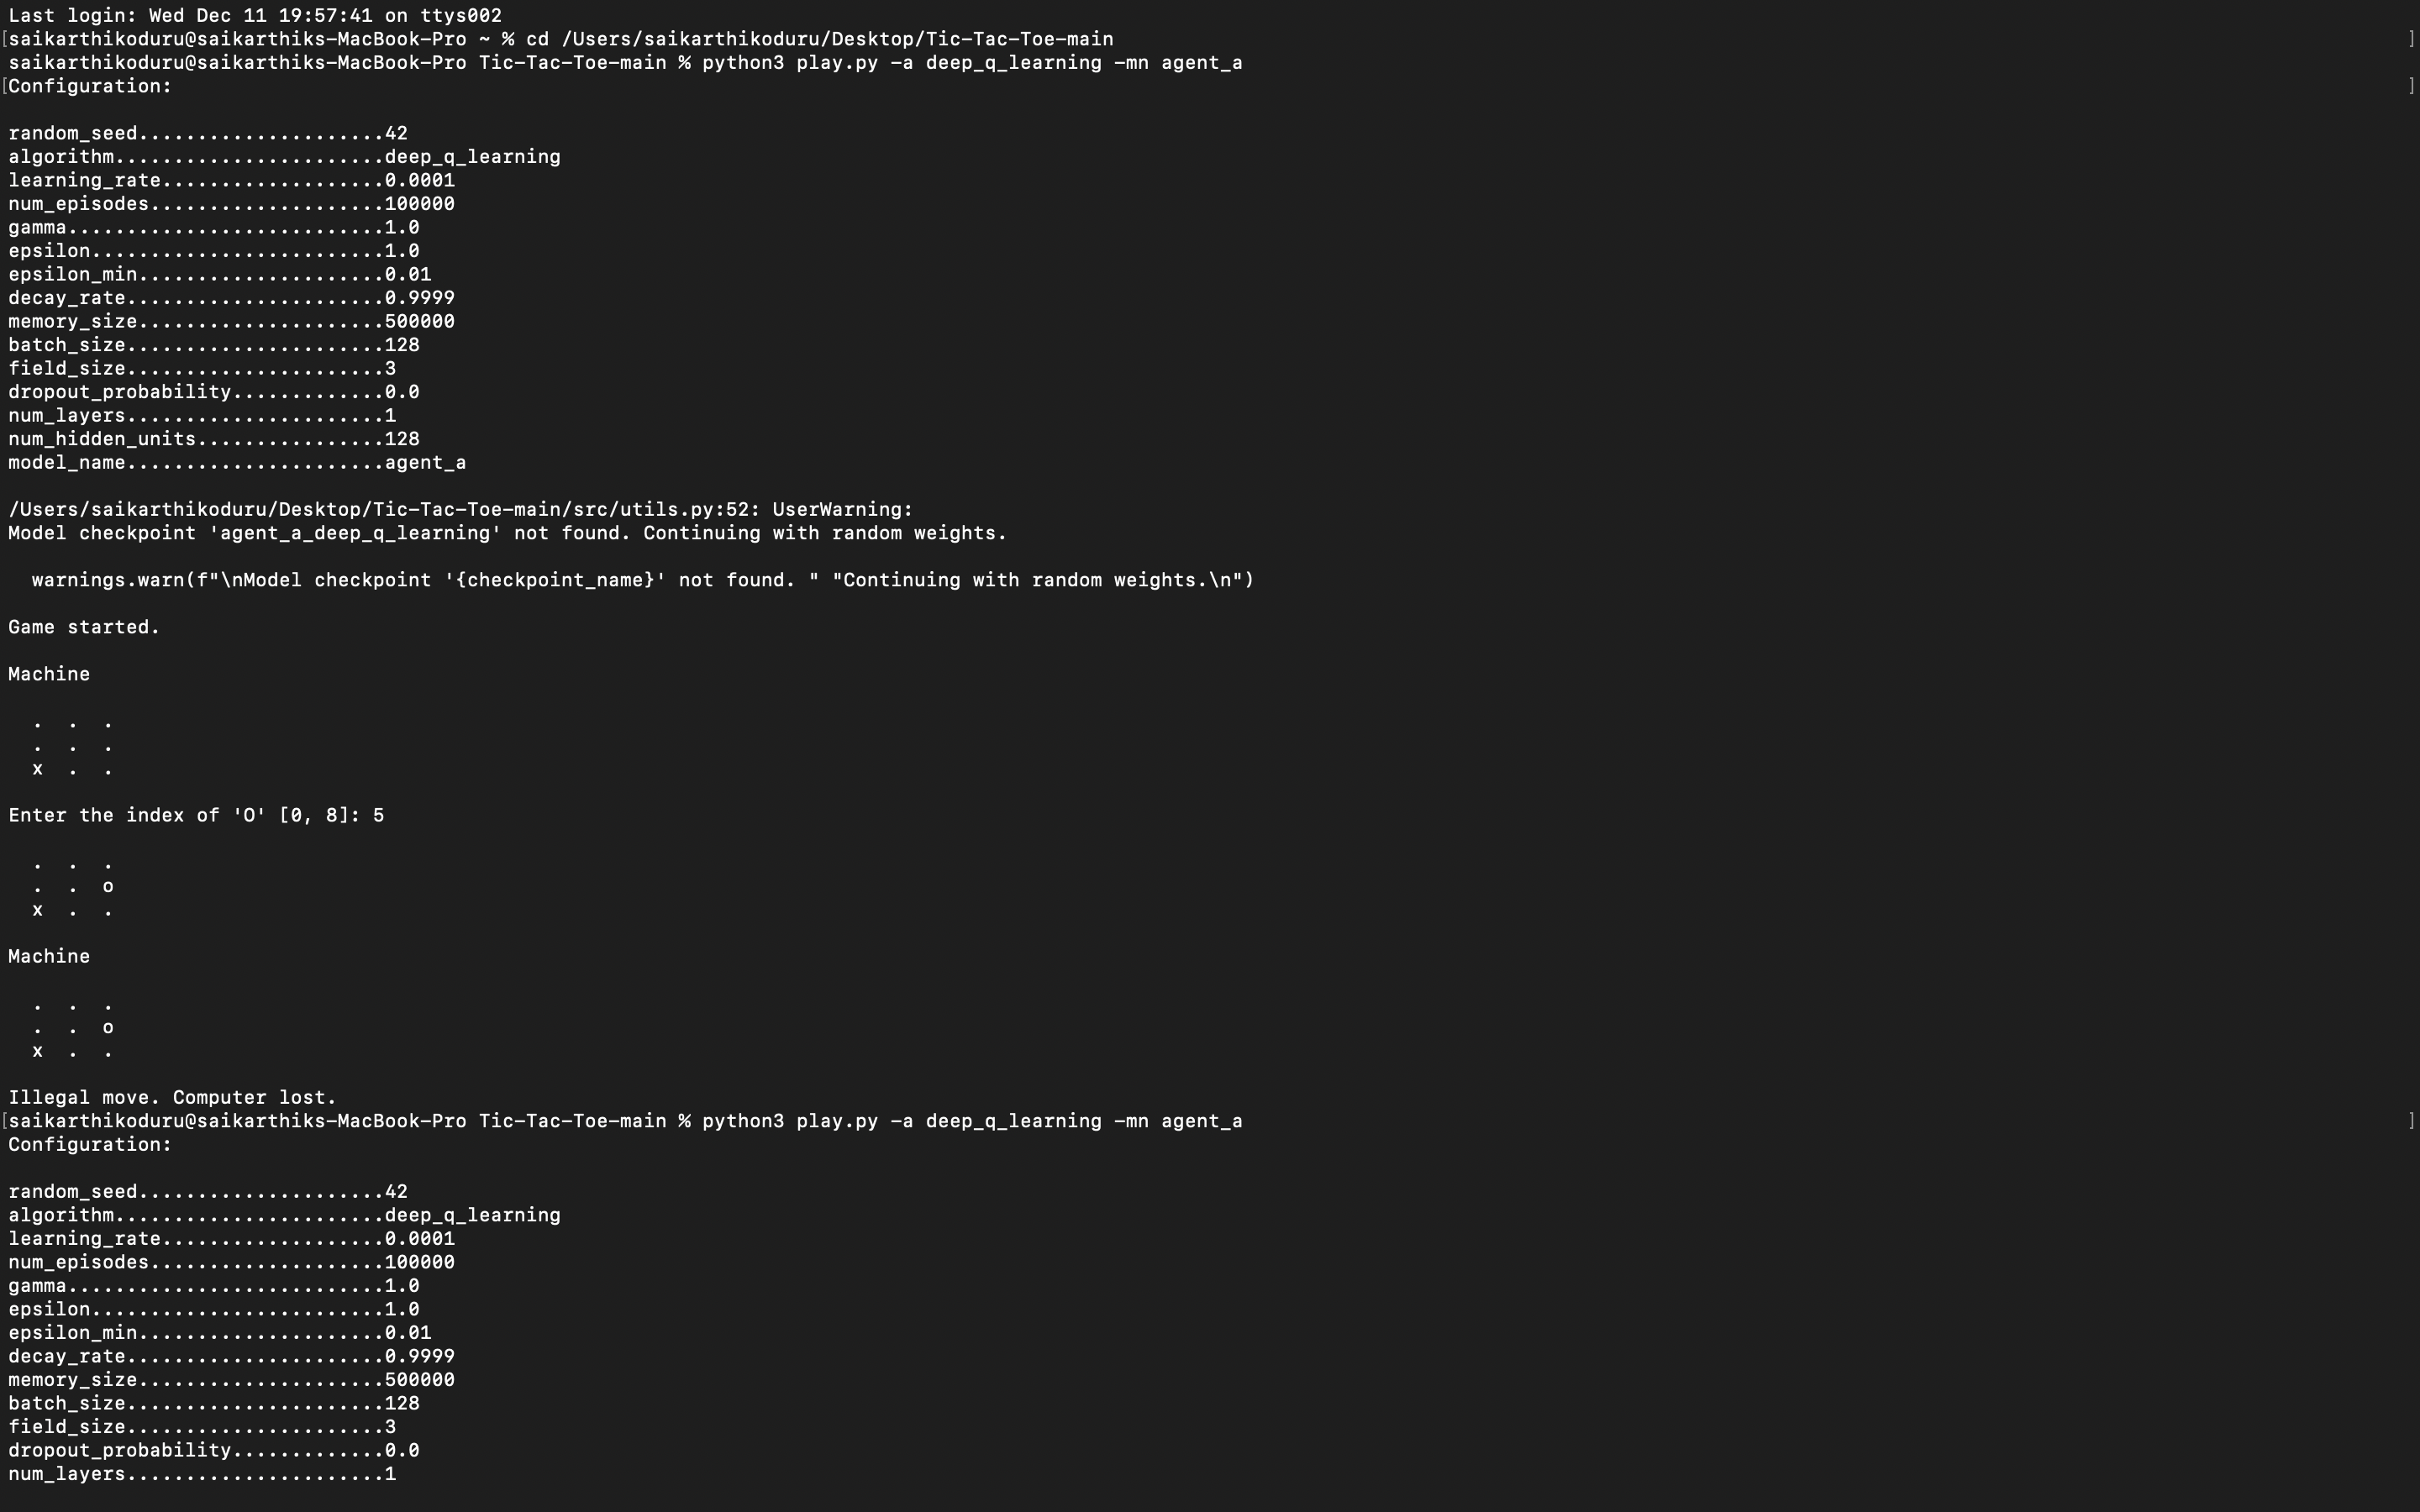 Last login: Wed Dec 11 19:57:41 on ttys002
[saikarthikoduru@saikarthiks-MacBook-Pro ~ % cd /Users/saikarthikoduru/Desktop/Tic-Tac-Toe-main ]
saikarthikoduru@saikarthiks-MacBook-Pro Tic-Tac-Toe-main % python3 play.py -a deep_q_learning -mn agent_a
[Configuration: ]
random_seed.....................42
algorithm.......................deep_q_learning
learning_rate...................0.0001
num_episodes....................100000
gamma...........................1.0
epsilon.........................1.0
epsilon_min.....................0.01
decay_rate......................0.9999
memory_size.....................500000
batch_size......................128
field_size......................3
dropout_probability.............0.0
num_layers......................1
num_hidden_units................128
model_name......................agent_a
/Users/saikarthikoduru/Desktop/Tic-Tac-Toe-main/src/utils.py:52: UserWarning:
Model checkpoint 'agent_a_deep_q_learning' not found. Continuing with random weights.
warnings.warn(f"\nModel checkpoint '{checkpoint_name}' not found. " "Continuing with random weights.\n")
Game started.
Machine
. . .
. . .
x . .
Enter the index of 'O' [0, 8]: 5
. . .
. . o
x . .
Machine
. . .
. . o
x . .
Illegal move. Computer lost.
[saikarthikoduru@saikarthiks-MacBook-Pro Tic-Tac-Toe-main % python3 play.py -a deep_q_learning -mn agent_a ]
Configuration:
random_seed.....................42
algorithm.......................deep_q_learning
learning_rate...................0.0001
num_episodes....................100000
gamma...........................1.0
epsilon.........................1.0
epsilon_min.....................0.01
decay_rate......................0.9999
memory_size.....................500000
batch_size......................128
field_size......................3
dropout_probability.............0.0
num_layers......................1